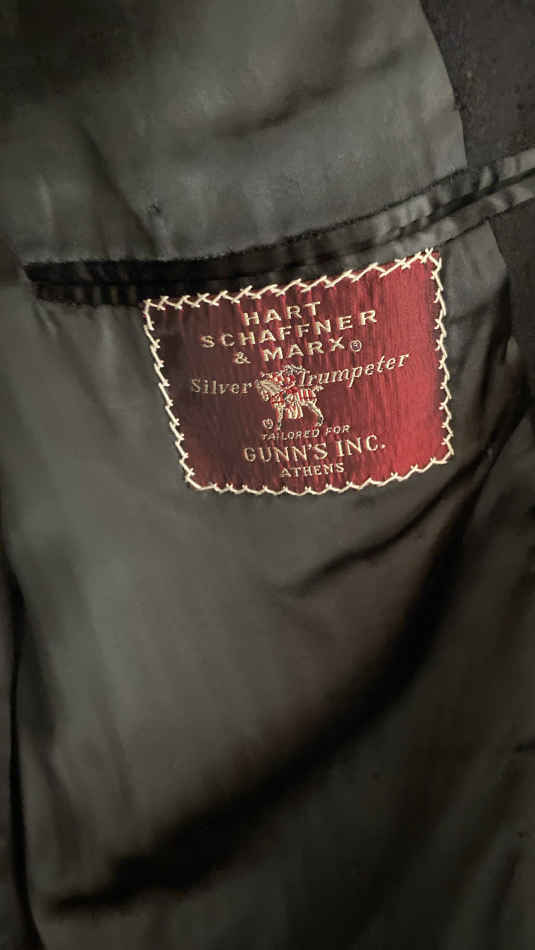 HART
SCHAFFNER
& MARX®
Silver Trumpeter
TAILORED FOR
GUNN'S INC.
ATHENS